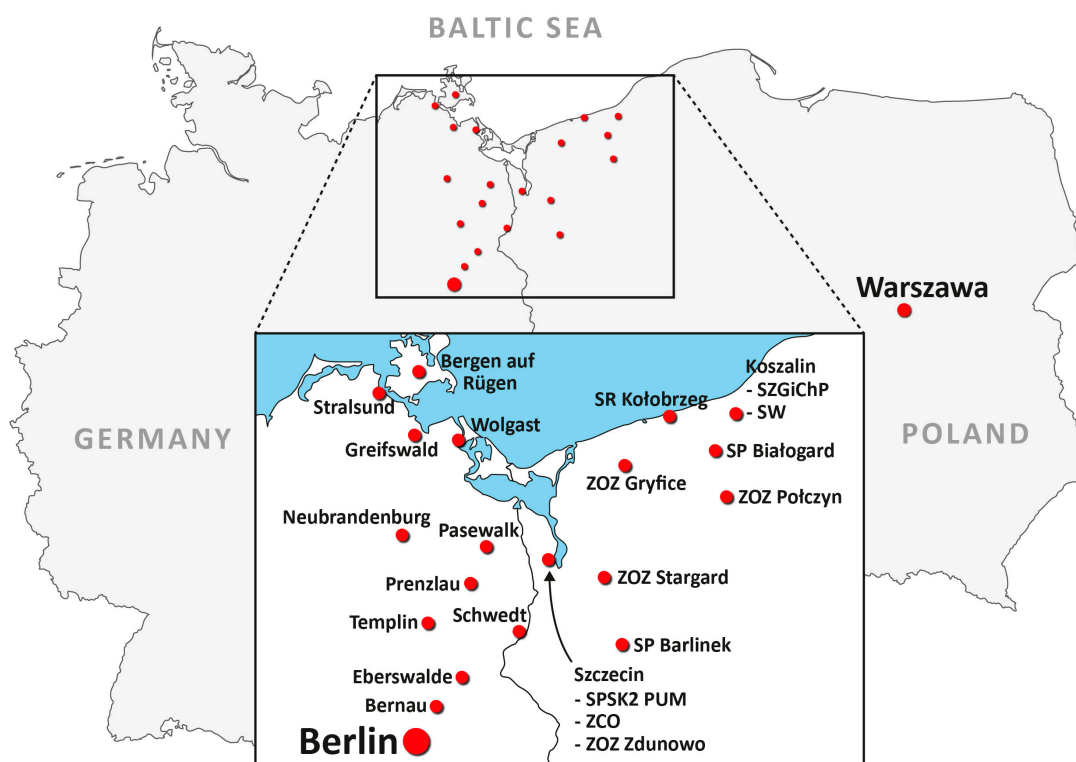 BALTIC SEA
Warszawa
GERMANY
POLAND
Bergen auf
Rügen
Stralsund
Greifswald
Wolgast
SR Kołobrzeg
Koszalin
- SZGiChP
- SW
SP Białogard
ZOZ Gryfice
ZOZ Połczyn
Neubrandenburg
Pasewalk
Prenzlau
ZOZ Stargard
Templin
Schwedt
SP Barlinek
Eberswalde
Bernau
Berlin
Szczecin
- SPSK2 PUM
- ZCO
- ZOZ Zdunowo